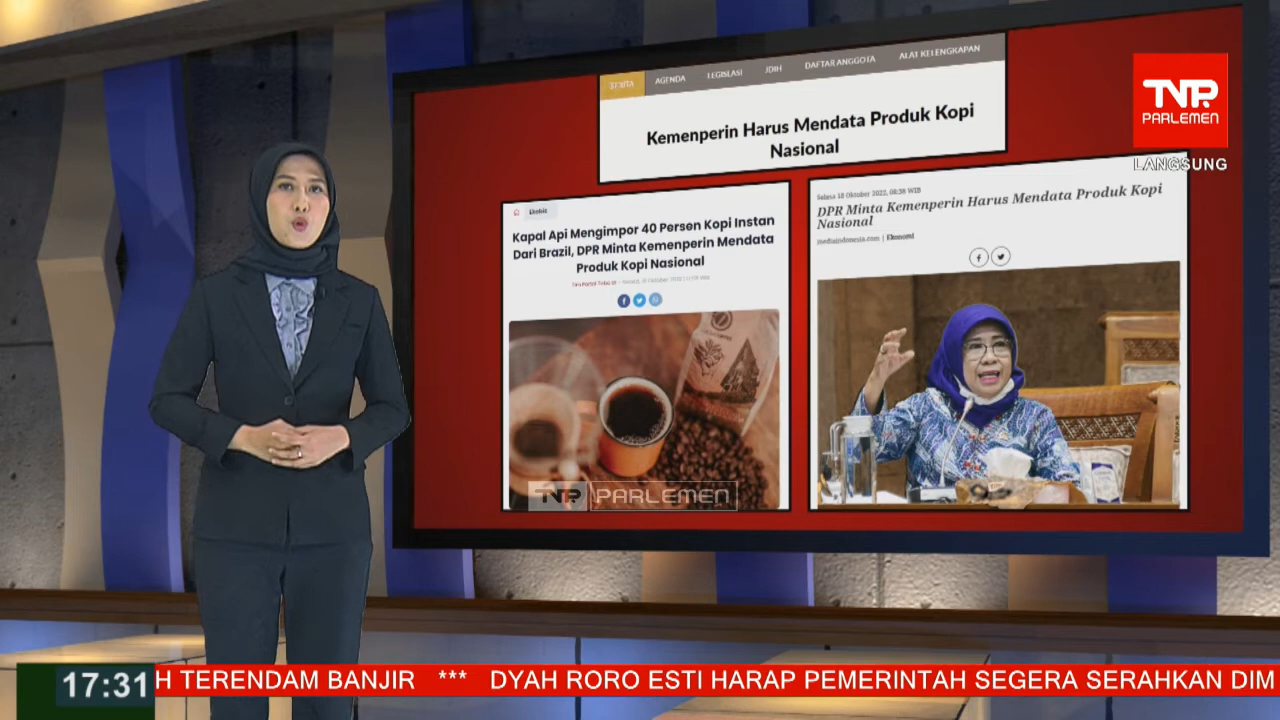 BERITA AGENDA LEGISLASI JDIH DAFTAR ANGGOTA ALAT KELENGKAPAN
Kemenperin Harus Mendata Produk Kopi
Nasional
TVP
PARLEMEN
LANGSUNG
Ekobis
Kapal Api Mengimpor 40 Persen Kopi Instan
Dari Brazil, DPR Minta Kemenperin Mendata
Produk Kopi Nasional
Selasa 18 Oktober 2022, 06:36 WIB
DPR Minta Kemenperin Harus Mendata Produk Kopi
Nasional
mediaindonesia.com | Ekonomi
TVP PARLEMEN
17:31 H TERENDAM BANJIR *** DYAH RORO ESTI HARAP PEMERINTAH SEGERA SERAHKAN DIM